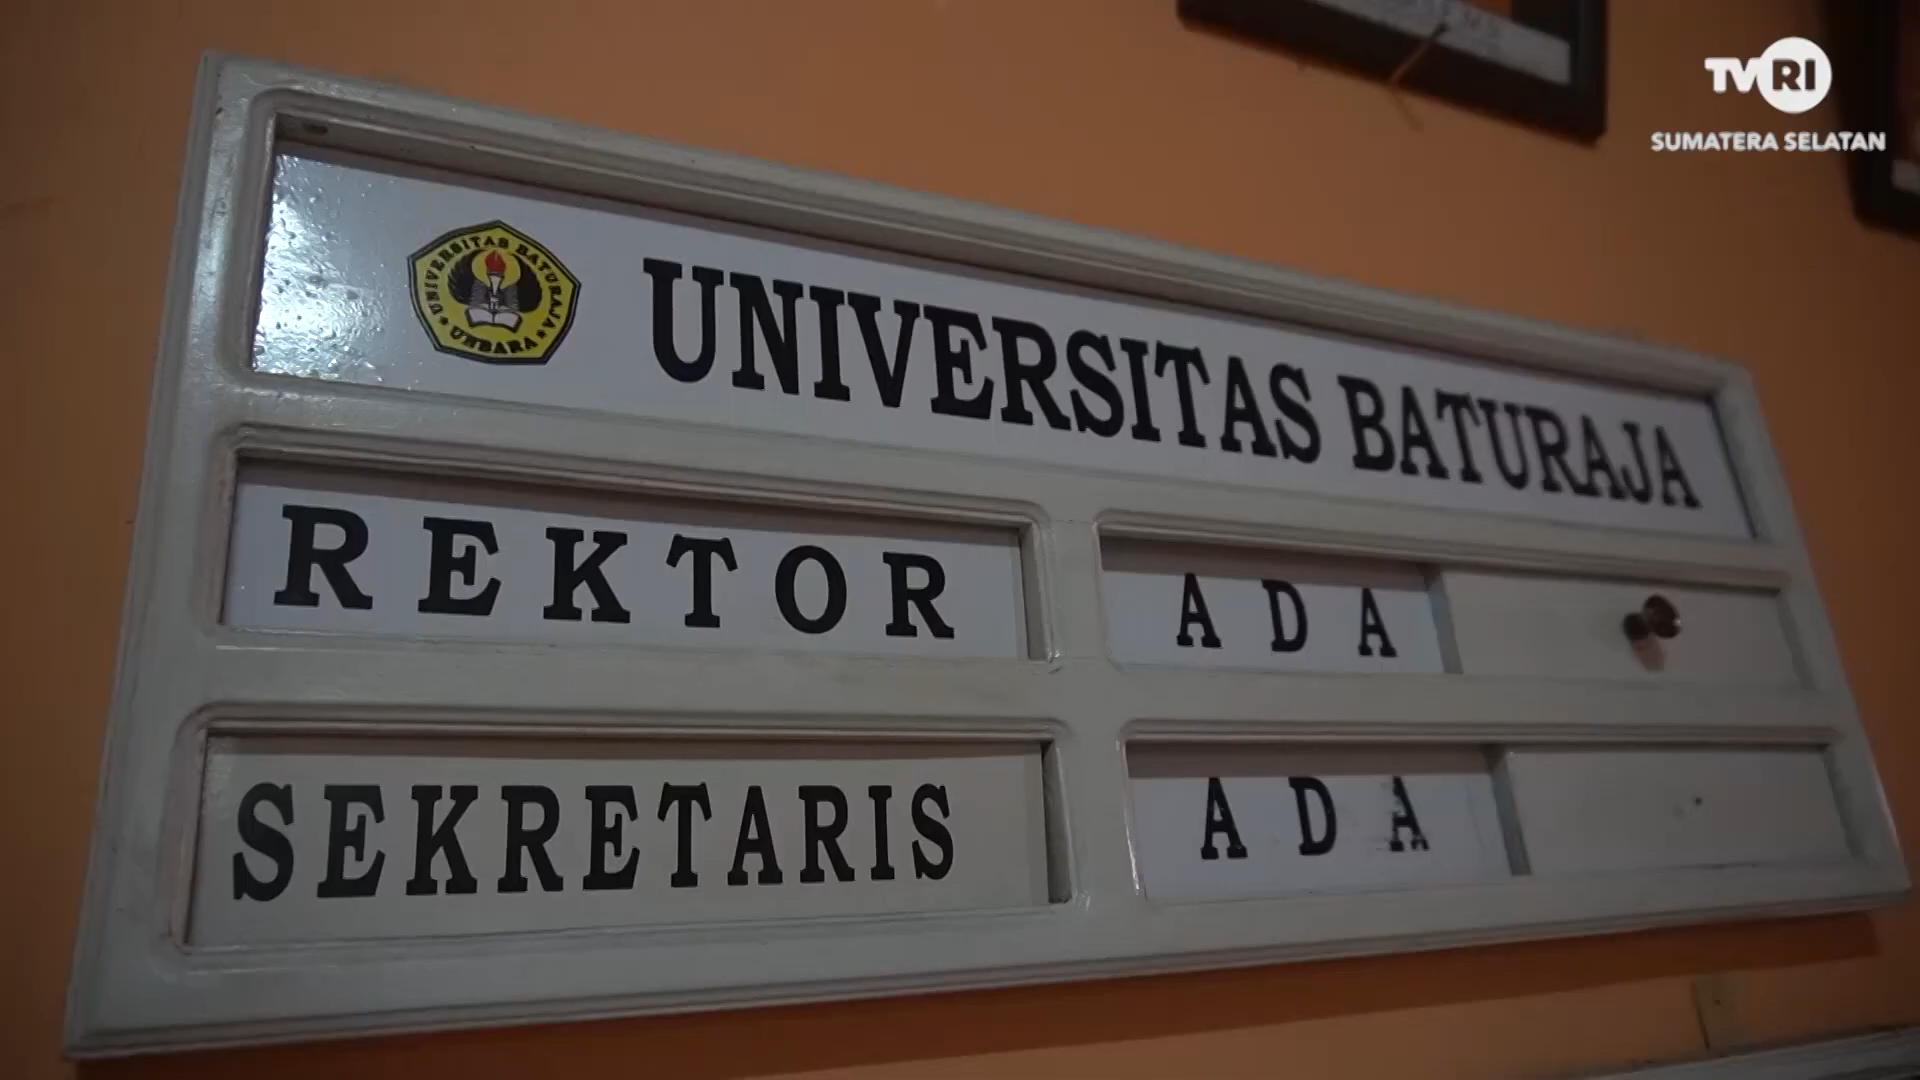 TVRI
SUMATERA SELATAN
UNIVERSITAS BATURAJA
UNBARA
UNIVERSITAS BATURAJA
REKTOR ADA
SEKRETARIS ADA